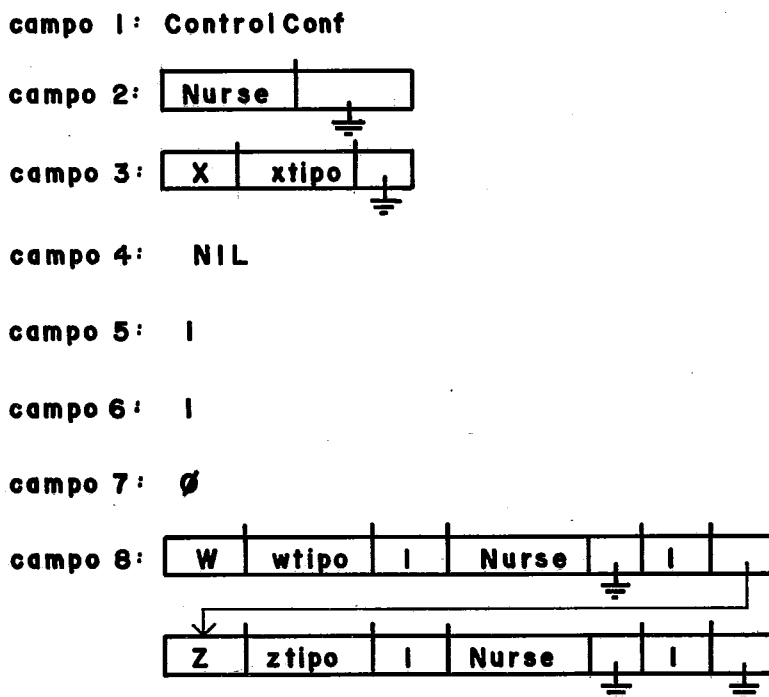 campo 1: ControlConf
campo 2: Nurse
campo 3: X xtipo
campo 4: NIL
campo 5: 1
campo 6: 1
campo 7: Ø
campo 8: W wtipo 1 Nurse 1
Z ztipo 1 Nurse 1